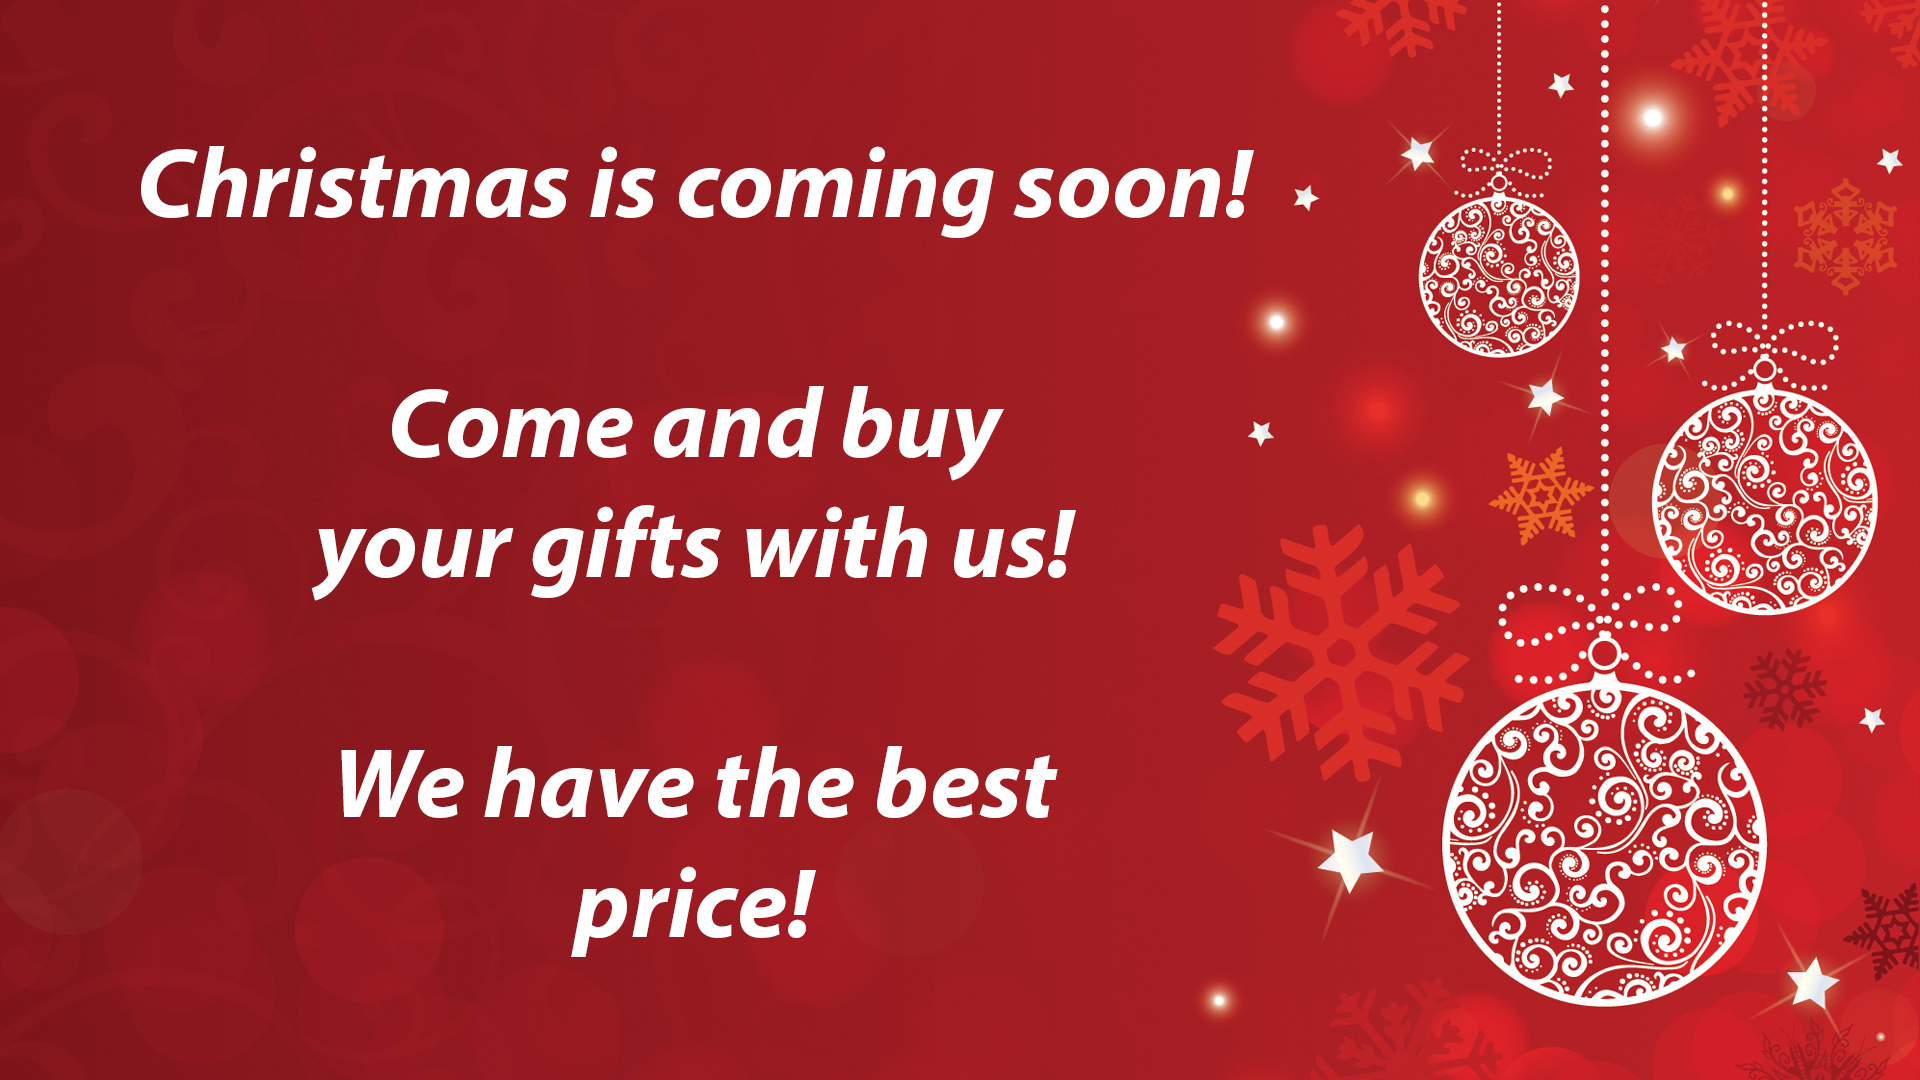 Christmas is coming soon!
Come and buy
your gifts with us!
We have the best
price!